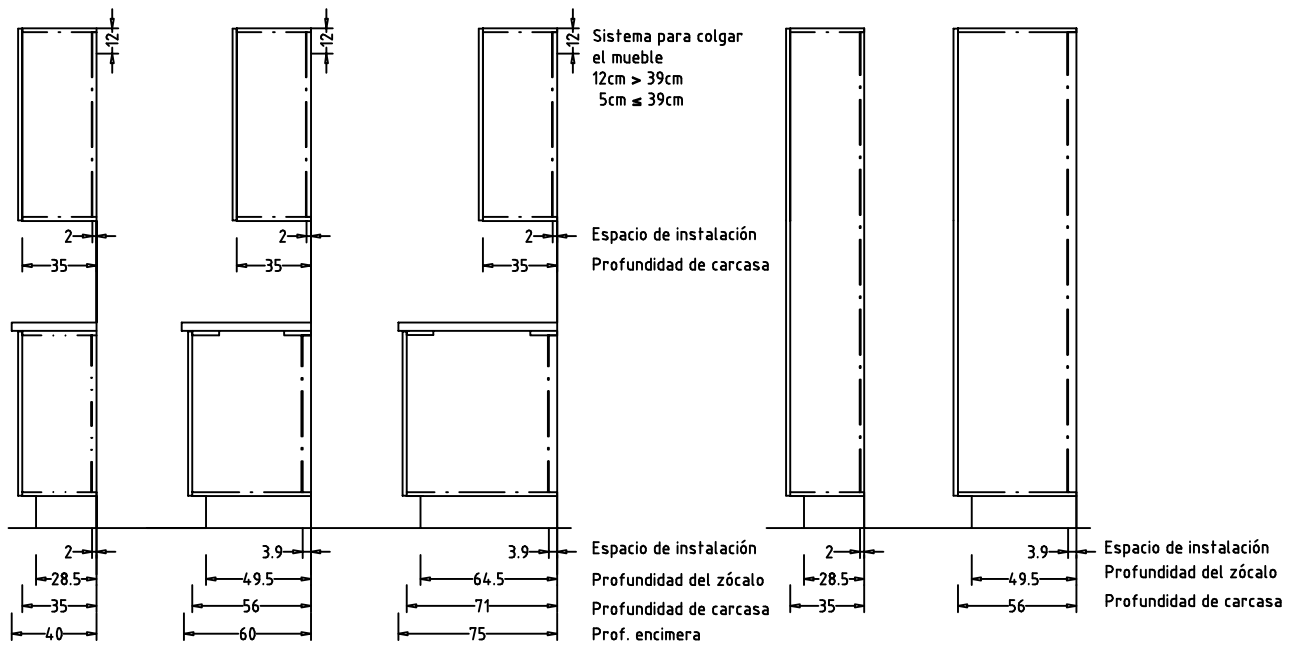 12
12
12
Sistema para colgar
el mueble
12cm > 39cm
5cm ≤ 39cm
2
2
2
Espacio de instalación
35
35
35
Profundidad de carcasa
2
3.9
3.9
Espacio de instalación
28.5
49.5
64.5
Profundidad del zócalo
35
56
71
Profundidad de carcasa
40
60
75
Prof. encimera
2
3.9
Espacio de instalación
28.5
49.5
Profundidad del zócalo
35
56
Profundidad de carcasa